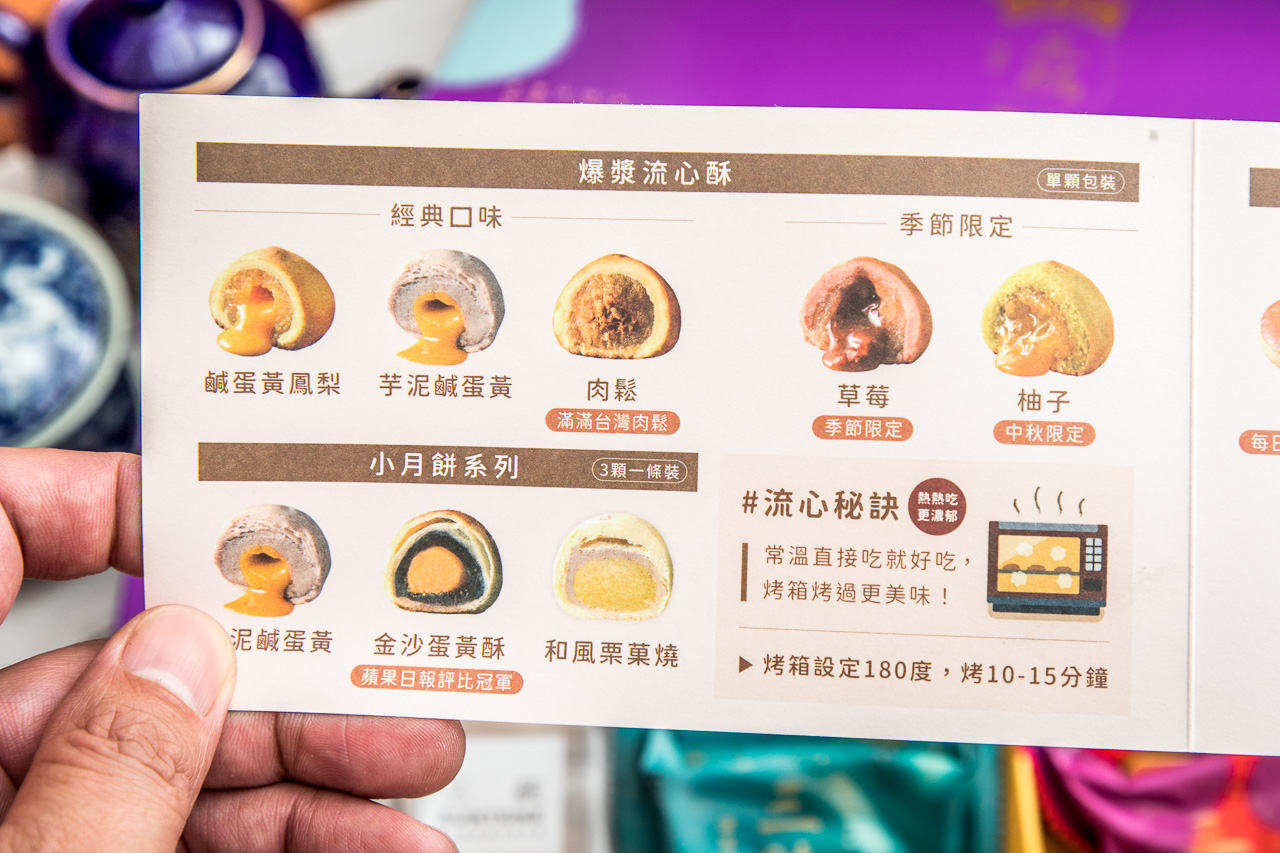 爆漿流心酥
單顆包裝
經典口味
鹹蛋黃鳳梨
芋泥鹹蛋黃
肉鬆
滿滿台灣肉鬆
季節限定
草莓
季節限定
柚子
中秋限定
小月餅系列
3顆一條裝
泥鹹蛋黃
金沙蛋黃酥
蘋果日報評比冠軍
和風栗菓燒
#流心秘訣
熱熱吃
更濃郁
常溫直接吃就好吃,
烤箱烤過更美味!
▶烤箱設定180度,烤10-15分鐘
每日